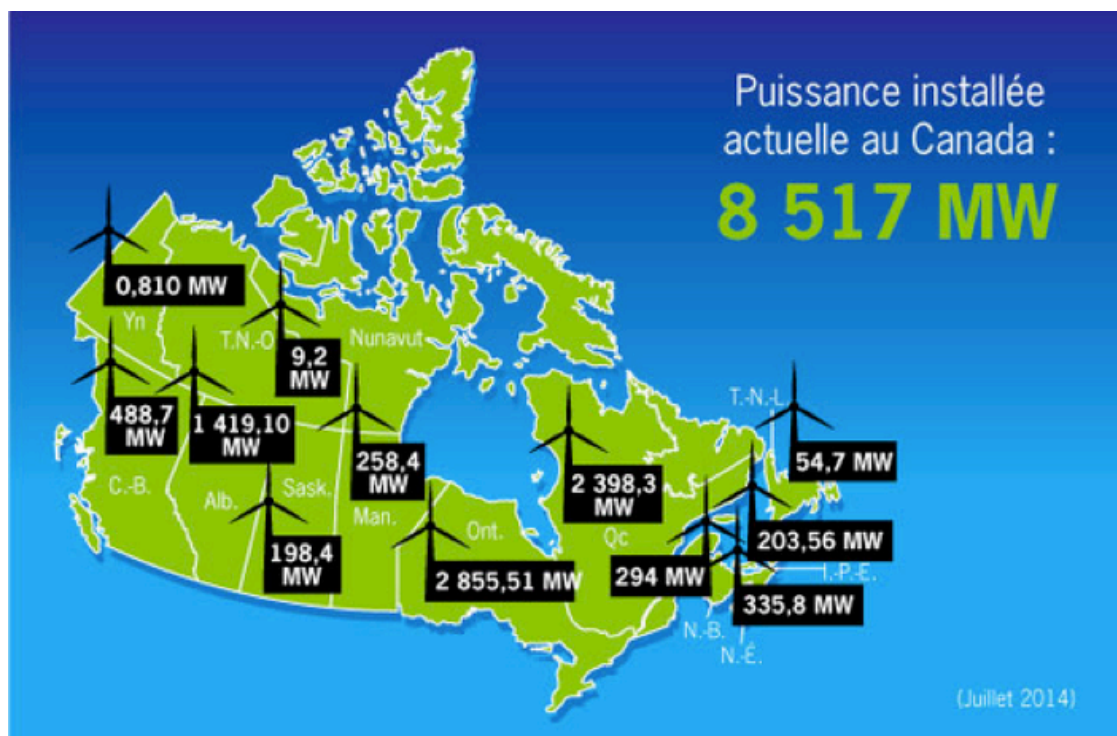 Puissance installée
actuelle au Canada :
8 517 MW
0,810 MW
Yn
T.N.-O
Nunavut
9,2
MW
488,7
MW
1 419,10
MW
258,4
MW
2 398,3
MW
T.-N.-L.
54,7 MW
C.-B.
Alb.
Sask.
Man.
Ont.
Qc
198,4
MW
2 855,51 MW
294 MW
203,56 MW
Î.-P.-É.
335,8 MW
N.-B.
N.-É.
(Juillet 2014)